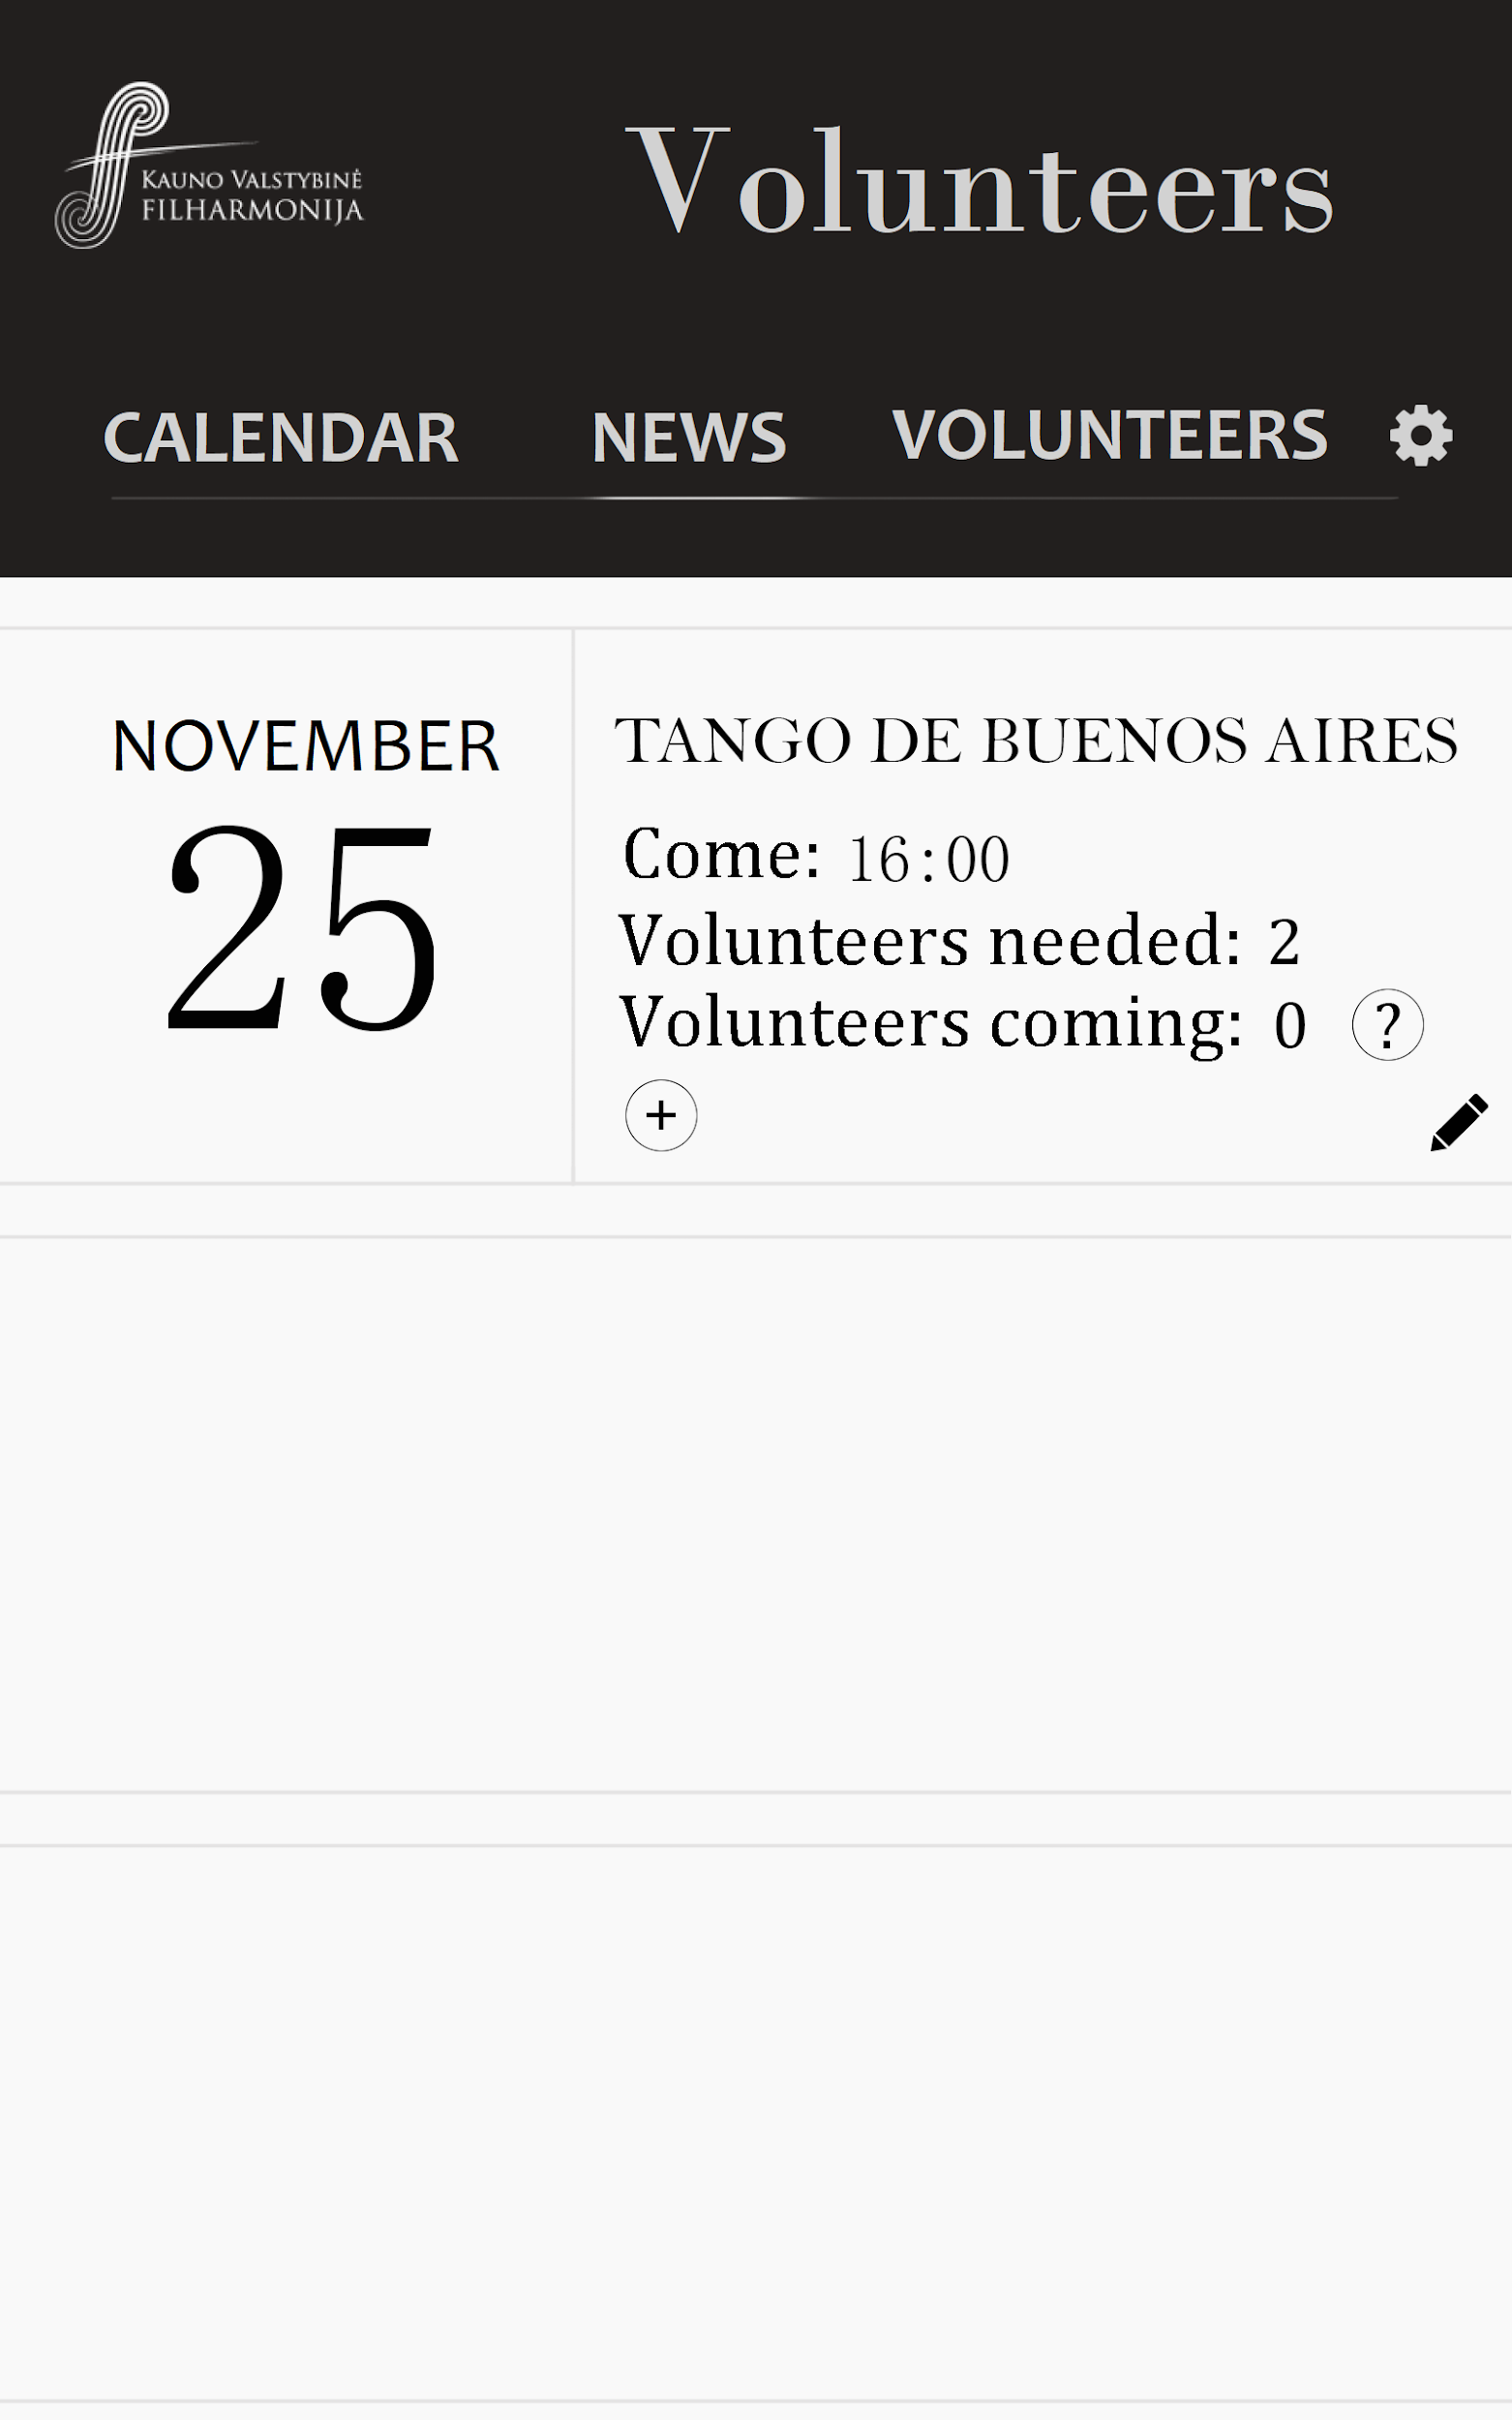 KAUNO VALSTYBINĖ
FILHARMONIJA
Volunteers
CALENDAR NEWS VOLUNTEERS
NOVEMBER
25
TANGO DE BUENOS AIRES
Come: 16:00
Volunteers needed: 2
Volunteers coming: 0 ?
+